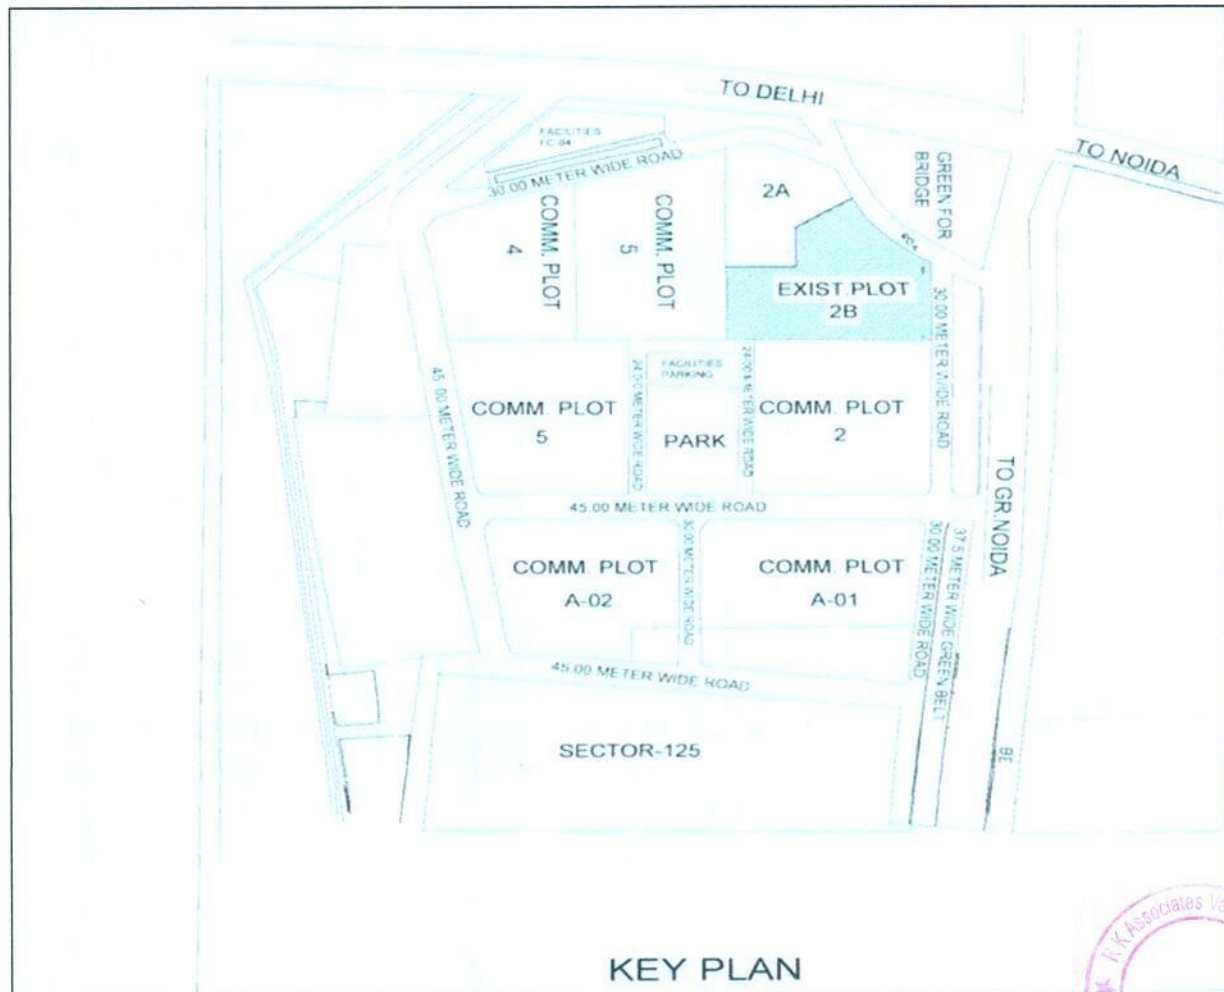 TO DELHI
TO NOIDA
FACILITIES
FC-04
30.00 METER WIDE ROAD
GREEN FOR
BRIDGE
2A
COMM. PLOT
4
COMM. PLOT
5
EXIST.PLOT
2B
30.00 METER WIDE ROAD
45.00 METER WIDE ROAD
24.00 METER WIDE ROAD
FACILITIES
PARKING
24.00 METER WIDE ROAD
COMM. PLOT
5
PARK
COMM. PLOT
2
TO GR.NOIDA
45.00 METER WIDE ROAD
COMM. PLOT
A-02
30.00 METER WIDE ROAD
COMM. PLOT
A-01
30.00 METER WIDE ROAD
37.5 METER WIDE GREEN BELT
45.00 METER WIDE ROAD
SECTOR-125
BE
KEY PLAN
R K Associates